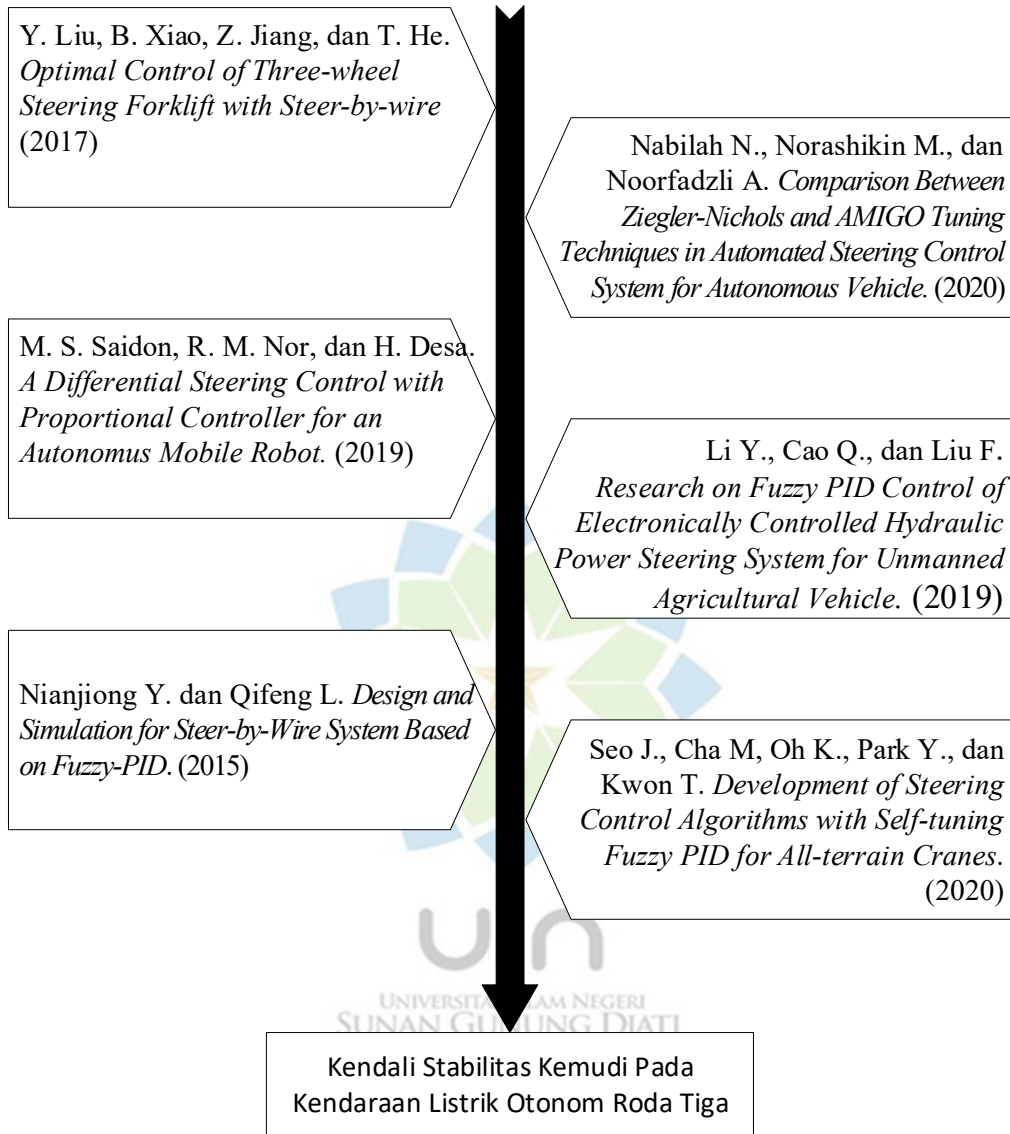 Y. Liu, B. Xiao, Z. Jiang, dan T. He.
Optimal Control of Three-wheel
Steering Forklift with Steer-by-wire
(2017)
Nabilah N., Norashikin M., dan
Noorfadzli A. Comparison Between
Ziegler-Nichols and AMIGO Tuning
Techniques in Automated Steering Control
System for Autonomous Vehicle. (2020)
M. S. Saidon, R. M. Nor, dan H. Desa.
A Differential Steering Control with
Proportional Controller for an
Autonomus Mobile Robot. (2019)
Li Y., Cao Q., dan Liu F.
Research on Fuzzy PID Control of
Electronically Controlled Hydraulic
Power Steering System for Unmanned
Agricultural Vehicle. (2019)
Nianjiong Y. dan Qifeng L. Design and
Simulation for Steer-by-Wire System Based
on Fuzzy-PID. (2015)
Seo J., Cha M, Oh K., Park Y., dan
Kwon T. Development of Steering
Control Algorithms with Self-tuning
Fuzzy PID for All-terrain Cranes.
(2020)
uin
NEGERI
SUNAN DJATI
Kendali Stabilitas Kemudi Pada
Kendaraan Listrik Otonom Roda Tiga